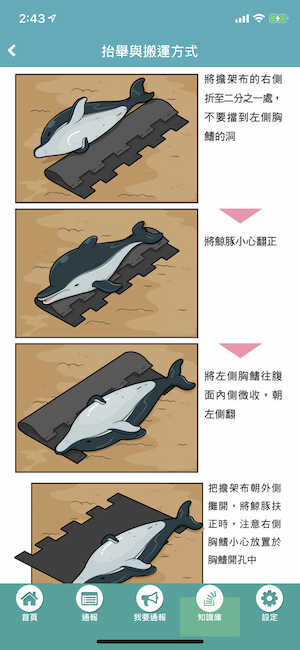 2:43
抬舉與搬運方式
將擔架布的右側
折至二分之一處，
不要擋到左側胸
鰭的洞
將鯨豚小心翻正
將左側胸鰭往腹
面內側微收，朝
左側翻
把擔架布朝外側
攤開，將鯨豚扶
正時，注意右側
胸鰭小心放置於
胸鰭開孔中
首頁
通報
我要通報
知識庫
設定